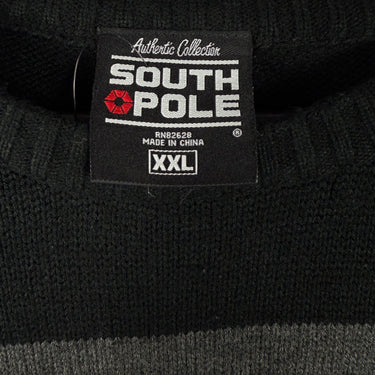 Authentic Collection
SOUTH
POLE
®
RN82628
MADE IN CHINA
XXL